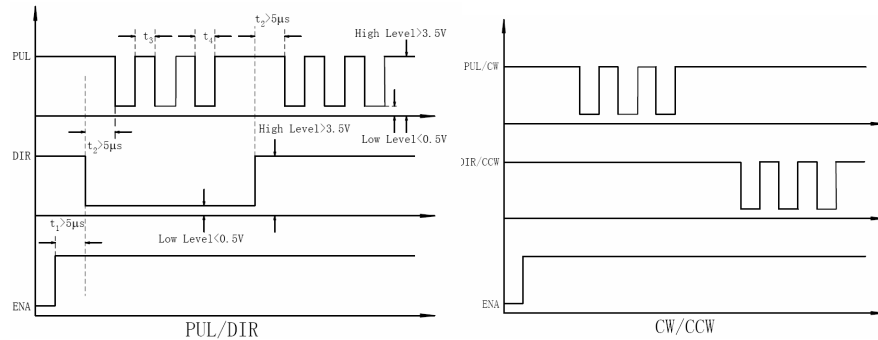 t₂>5μs
t₃
t₄
High Level>3.5V
PUL
PUL/CW
High Level>3.5V
Low Level<0.5V
t₂>5μs
DIR
DIR/CCW
t₁>5μs
Low Level<0.5V
ENA
ENA
PUL/DIR
CW/CCW